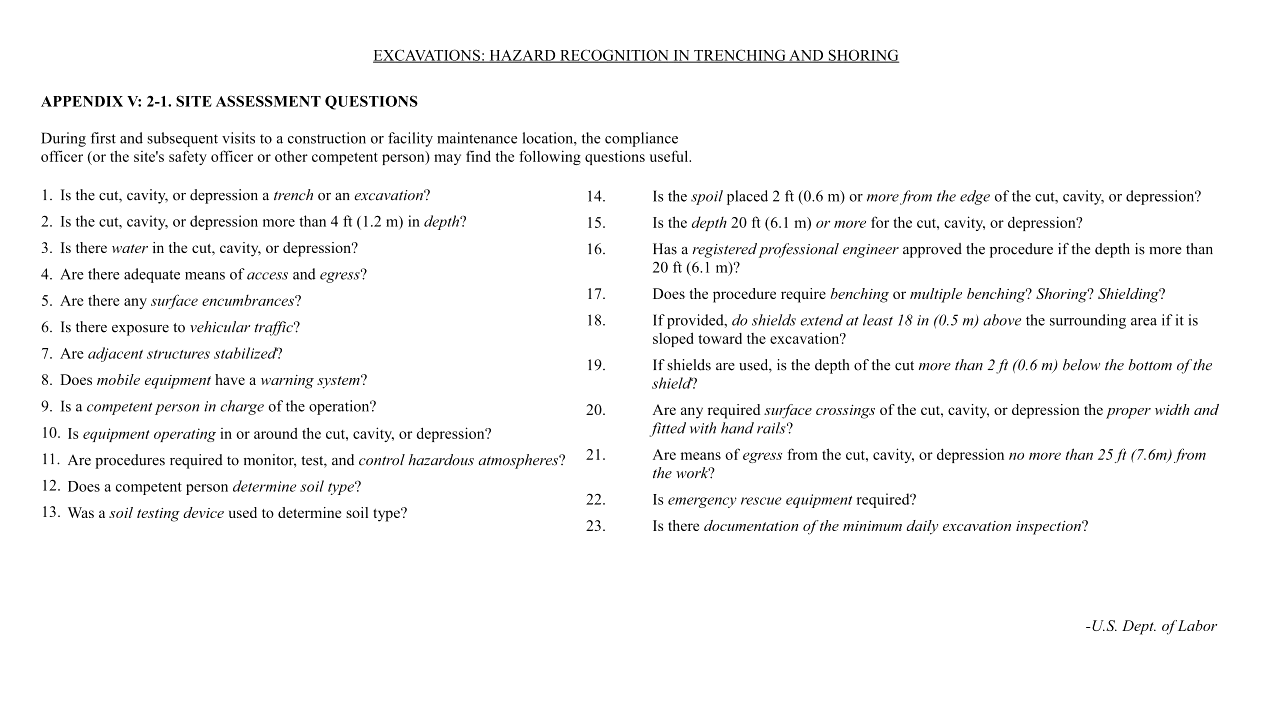 EXCAVATIONS: HAZARD RECOGNITION IN TRENCHING AND SHORING
APPENDIX V: 2-1. SITE ASSESSMENT QUESTIONS
During first and subsequent visits to a construction or facility maintenance location, the compliance
officer (or the site's safety officer or other competent person) may find the following questions useful.
1. Is the cut, cavity, or depression a trench or an excavation?
2. Is the cut, cavity, or depression more than 4 ft (1.2 m) in depth?
3. Is there water in the cut, cavity, or depression?
4. Are there adequate means of access and egress?
5. Are there any surface encumbrances?
6. Is there exposure to vehicular traffic?
7. Are adjacent structures stabilized?
8. Does mobile equipment have a warning system?
9. Is a competent person in charge of the operation?
10. Is equipment operating in or around the cut, cavity, or depression?
11. Are procedures required to monitor, test, and control hazardous atmospheres?
12. Does a competent person determine soil type?
13. Was a soil testing device used to determine soil type?
14. Is the spoil placed 2 ft (0.6 m) or more from the edge of the cut, cavity, or depression?
15. Is the depth 20 ft (6.1 m) or more for the cut, cavity, or depression?
16. Has a registered professional engineer approved the procedure if the depth is more than
20 ft (6.1 m)?
17. Does the procedure require benching or multiple benching? Shoring? Shielding?
18. If provided, do shields extend at least 18 in (0.5 m) above the surrounding area if it is
sloped toward the excavation?
19. If shields are used, is the depth of the cut more than 2 ft (0.6 m) below the bottom of the
shield?
20. Are any required surface crossings of the cut, cavity, or depression the proper width and
fitted with hand rails?
21. Are means of egress from the cut, cavity, or depression no more than 25 ft (7.6m) from
the work?
22. Is emergency rescue equipment required?
23. Is there documentation of the minimum daily excavation inspection?
-U.S. Dept. of Labor